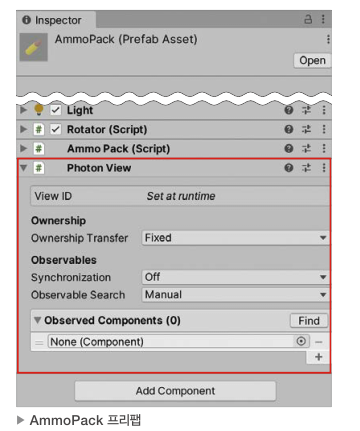 Inspector
AmmoPack (Prefab Asset)
Open
Light
Rotator (Script)
Ammo Pack (Script)
Photon View
View ID Set at runtime
Ownership
Ownership Transfer Fixed
Observables
Synchronization Off
Observable Search Manual
Observed Components (0) Find
None (Component)
Add Component
▶ AmmoPack 프리팹